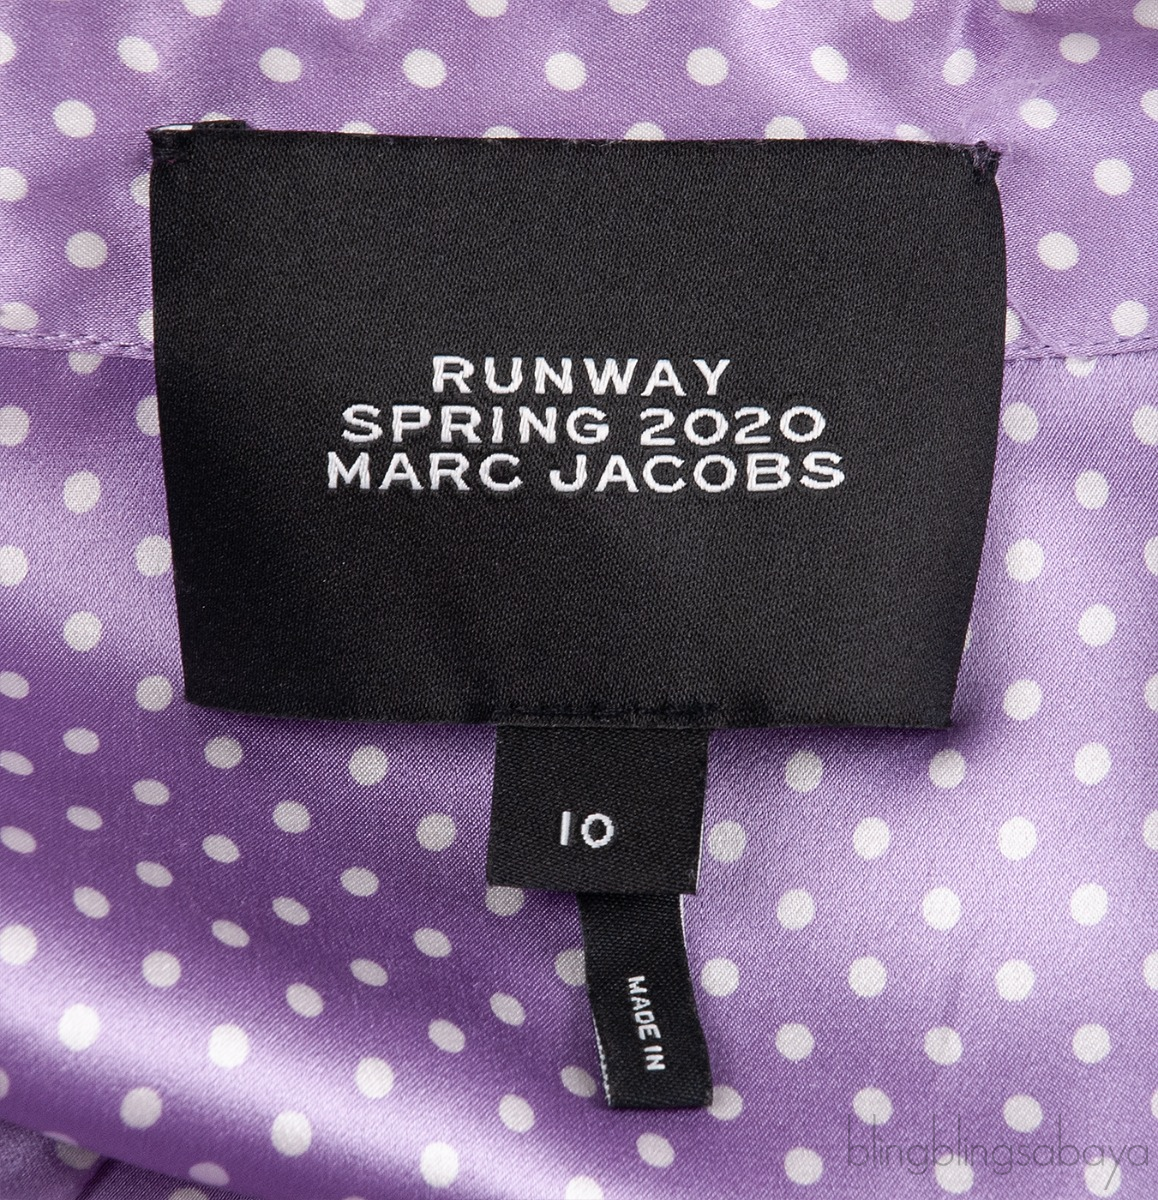 RUNWAY
SPRING 2020
MARC JACOBS
10
MADE IN
blingblingsabaya